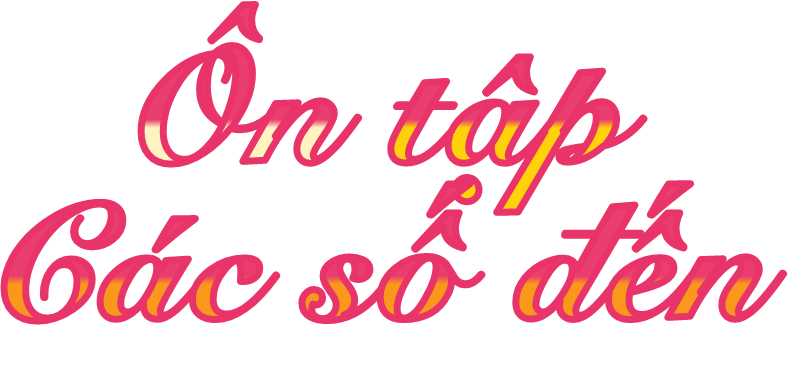 Ôn tập
Các số đến